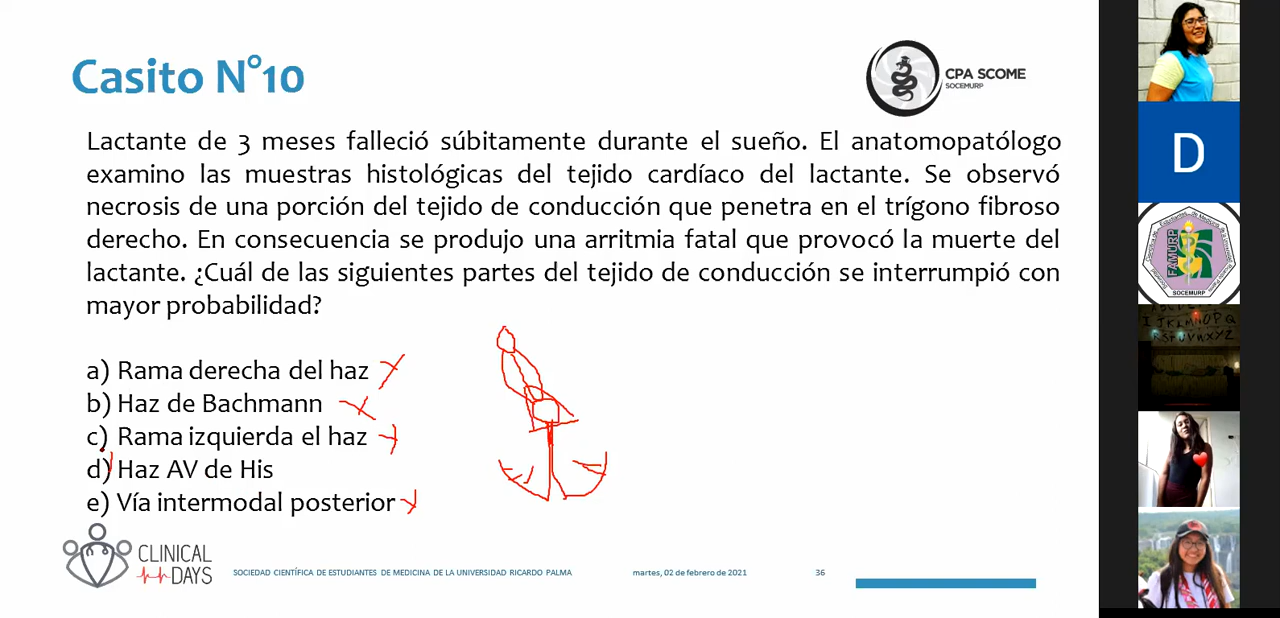 Casito N°10
CPA SCOME
SOCEMURP
Lactante de 3 meses falleció súbitamente durante el sueño. El anatomopatólogo
examino las muestras histológicas del tejido cardíaco del lactante. Se observó
necrosis de una porción del tejido de conducción que penetra en el trígono fibroso
derecho. En consecuencia se produjo una arritmia fatal que provocó la muerte del
lactante. ¿Cuál de las siguientes partes del tejido de conducción se interrumpió con
mayor probabilidad?
a) Rama derecha del haz
b) Haz de Bachmann
c) Rama izquierda el haz
d) Haz AV de His
e) Vía intermodal posterior
CLINICAL
DAYS
SOCIEDAD CIENTÍFICA DE ESTUDIANTES DE MEDICINA DE LA UNIVERSIDAD RICARDO PALMA
martes, 02 de febrero de 2021
36
D
FAMURP
SOCEMURP
IJKLMNOPQ
RSTUVWXYZ